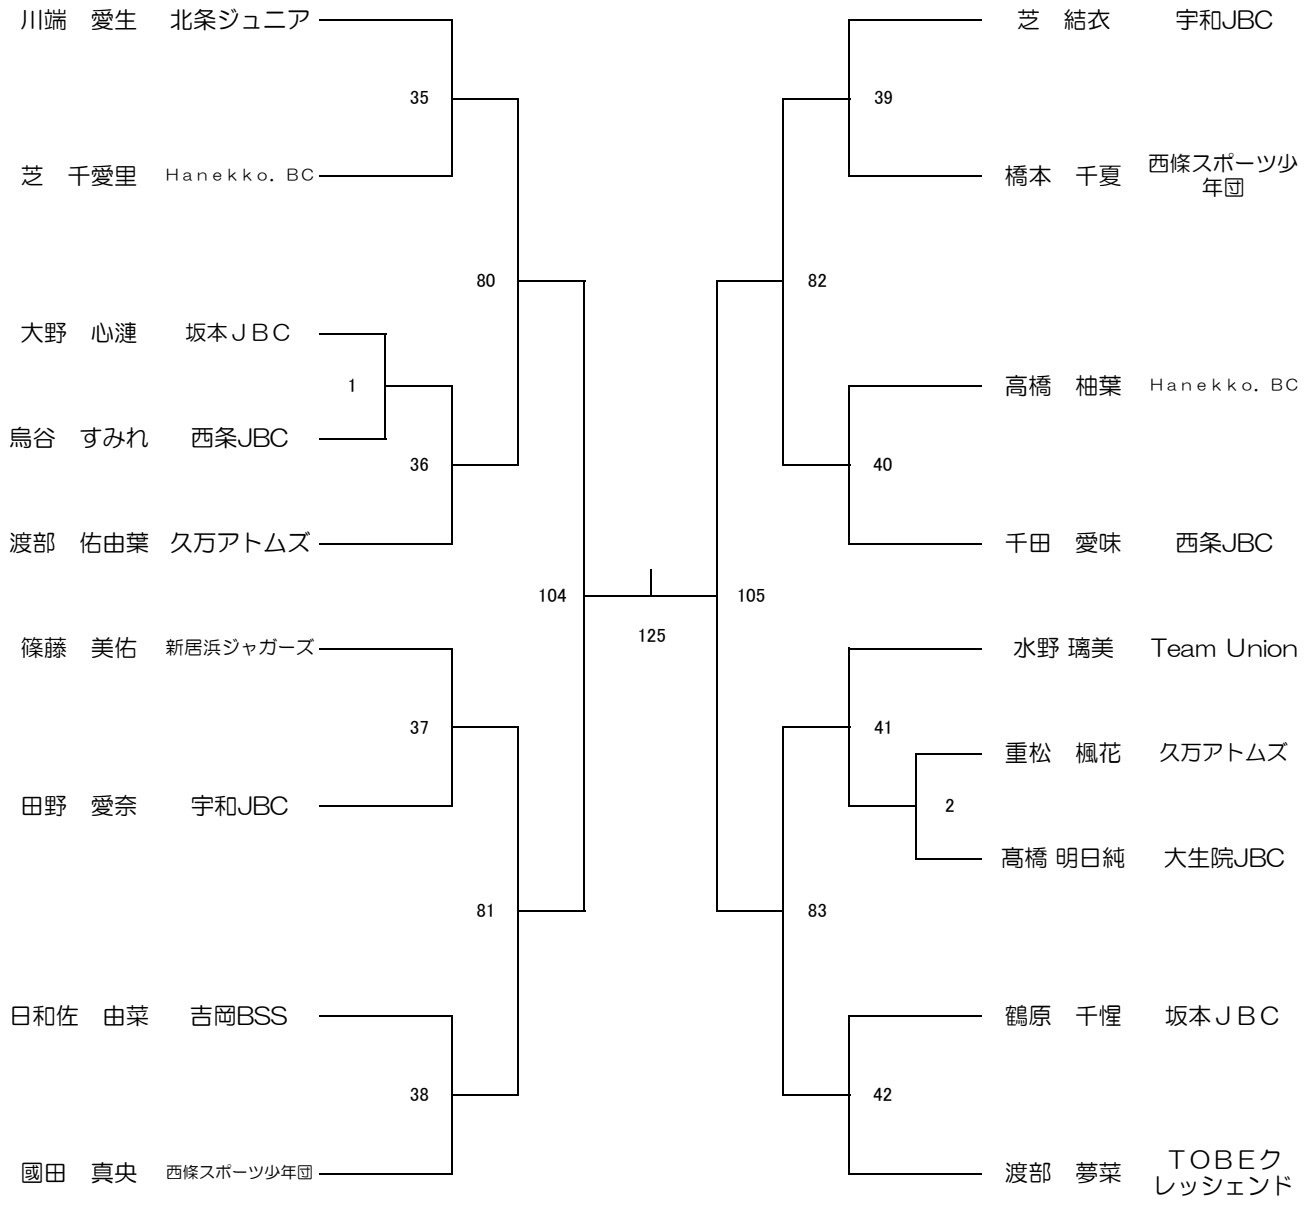 川端　愛生　北条ジュニア
35
芝　千愛里　Ｈａｎｅｋｋｏ．ＢＣ
80
大野　心漣　坂本ＪＢＣ
1
鳥谷　すみれ　西条JBC
36
渡部　佑由葉　久万アトムズ
104
篠藤　美佑　新居浜ジャガーズ
37
田野　愛奈　宇和JBC
81
日和佐　由菜　吉岡BSS
38
國田　真央　西條スポーツ少年団
125
芝　結衣　宇和JBC
39
橋本　千夏　西條スポーツ少
年団
82
高橋　柚葉　Ｈａｎｅｋｋｏ．ＢＣ
40
千田　愛味　西条JBC
105
水野 璃美　Team Union
41
重松　楓花　久万アトムズ
2
髙橋 明日純　大生院JBC
83
鶴原　千惺　坂本ＪＢＣ
42
渡部　夢菜　ＴＯＢＥク
レッシェンド